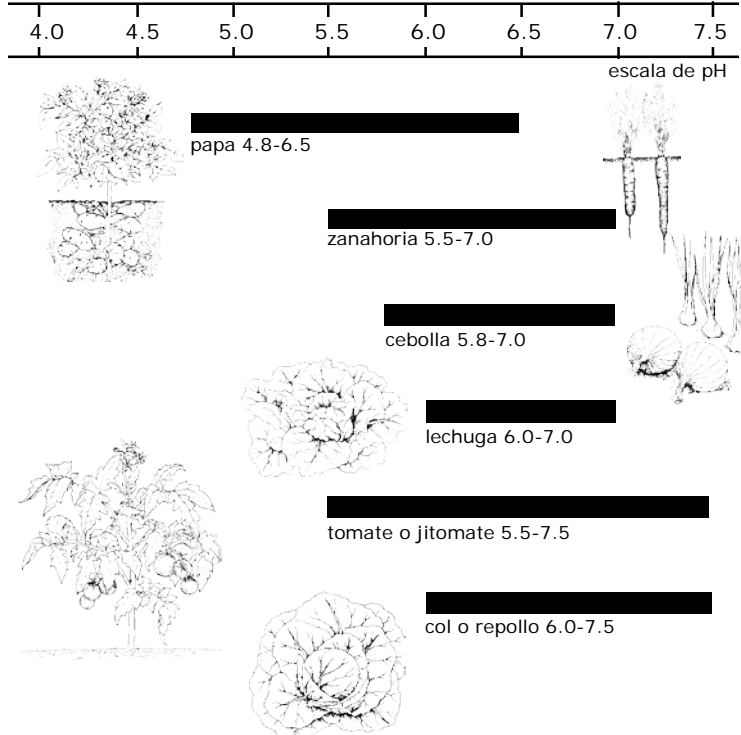 4.0 4.5 5.0 5.5 6.0 6.5 7.0 7.5
escala de pH
papa 4.8-6.5
zanahoria 5.5-7.0
cebolla 5.8-7.0
lechuga 6.0-7.0
tomate o jitomate 5.5-7.5
col o repollo 6.0-7.5